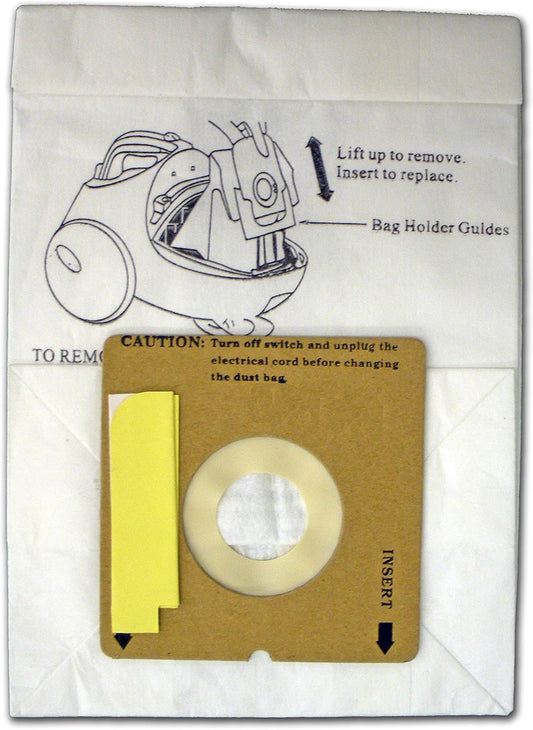 Lift up to remove.
Insert to replace.
Bag Holder Guides
TO REMO
CAUTION: Turn off switch and unplug the
electrical cord before changing
the dust bag.
INSERT